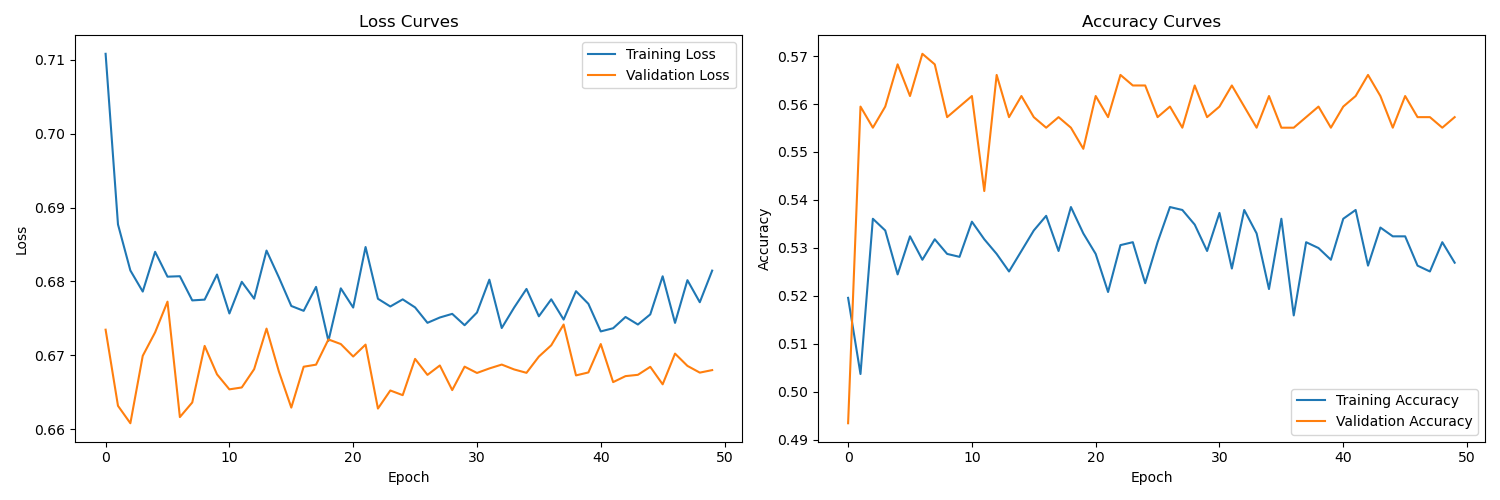 Loss Curves
0.71
0.70
0.69
0.68
0.67
0.66
Loss
Training Loss
Validation Loss
0 10 20 30 40 50
Epoch
Accuracy Curves
0.57
0.56
0.55
0.54
0.53
0.52
0.51
0.50
0.49
Accuracy
Training Accuracy
Validation Accuracy
0 10 20 30 40 50
Epoch